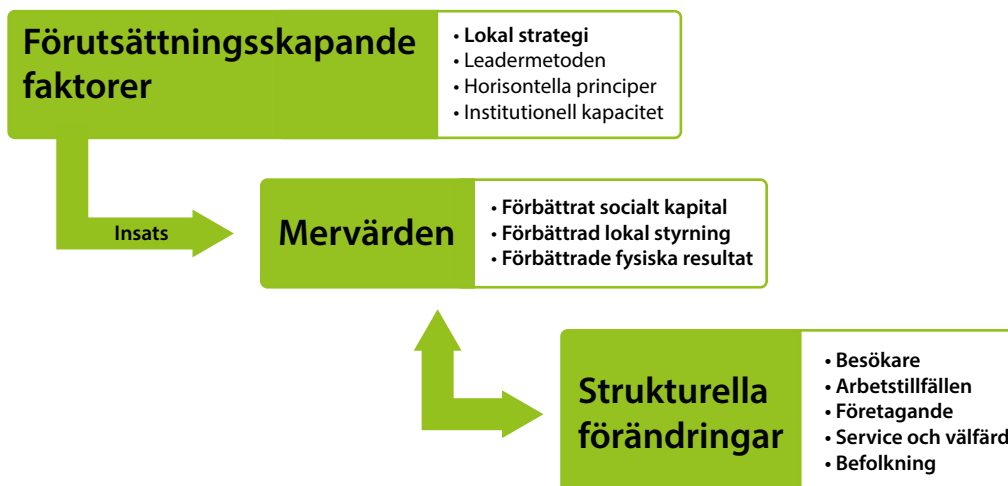 Förutsättningsskapande
faktorer
• Lokal strategi
• Leadermetoden
• Horisontella principer
• Institutionell kapacitet
Insats
Mervärden
• Förbättrat socialt kapital
• Förbättrad lokal styrning
• Förbättrade fysiska resultat
Strukturella
förändringar
• Besökare
• Arbetstillfällen
• Företagande
• Service och välfärd
• Befolkning